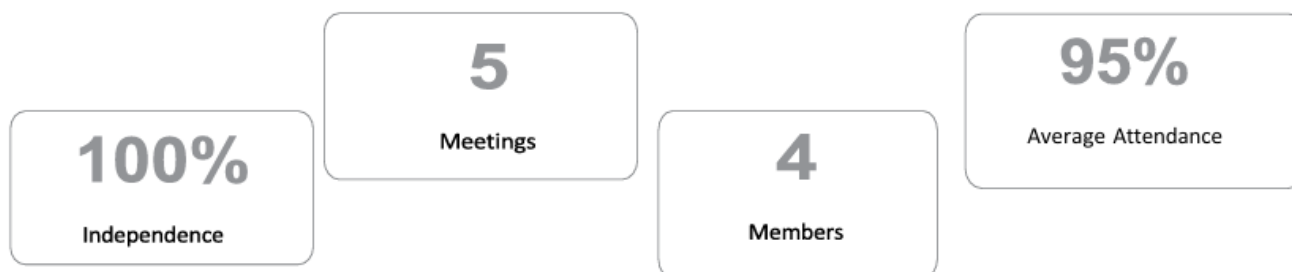 100%
Independence
5
Meetings
4
Members
95%
Average Attendance